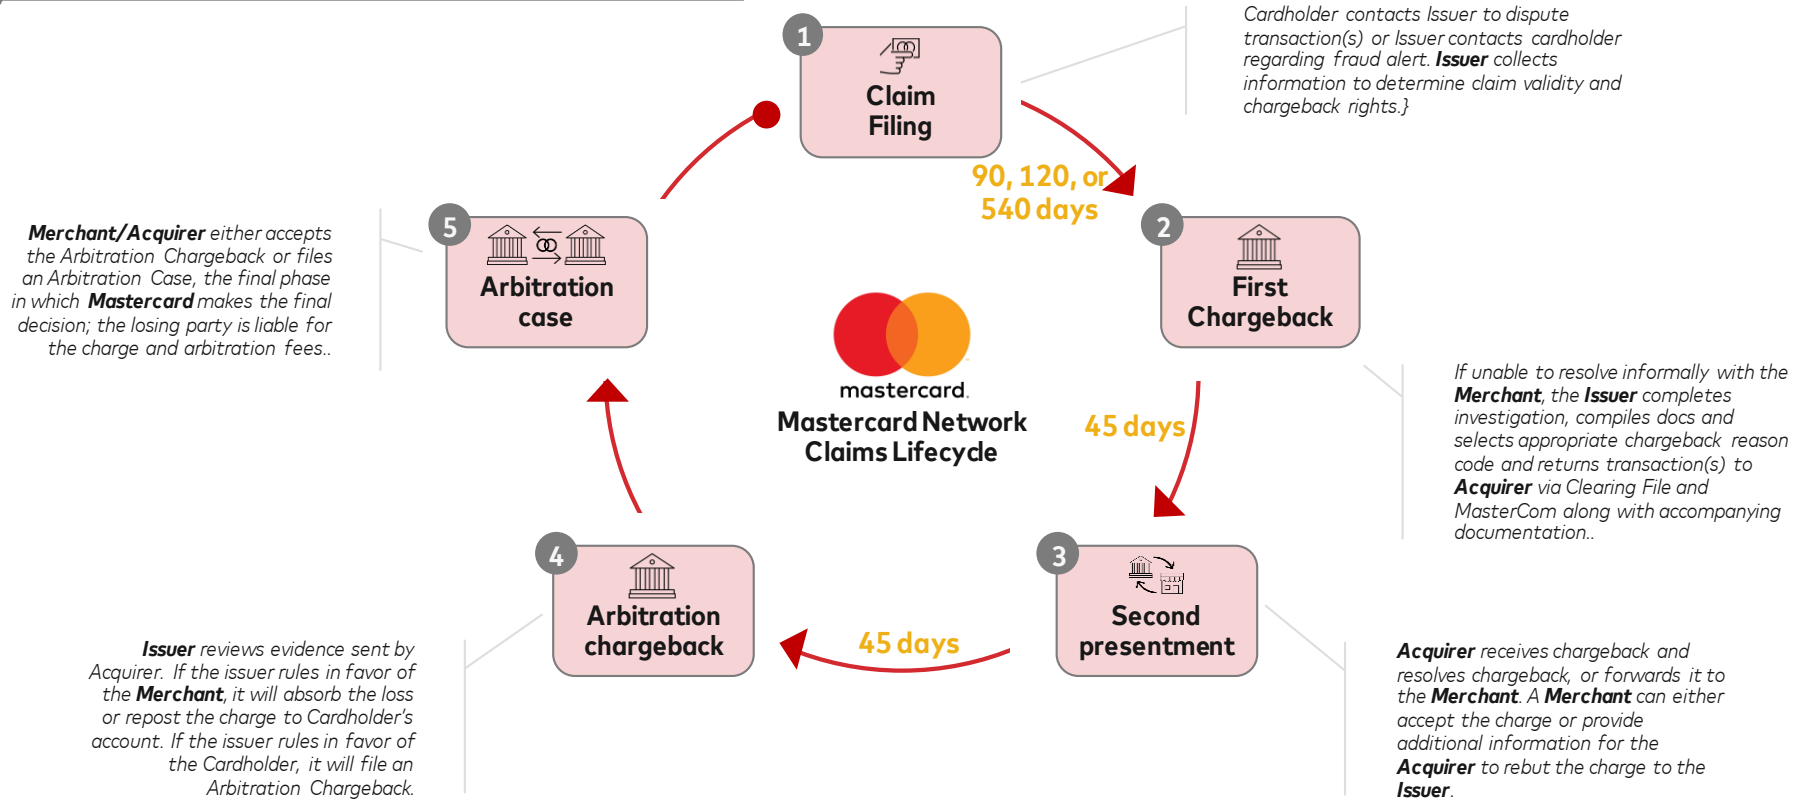 1
Claim
Filing
Cardholder contacts Issuer to dispute
transaction(s) or Issuer contacts cardholder
regarding fraud alert. Issuer collects
information to determine claim validity and
chargeback rights.}
90, 120, or
540 days
2
First
Chargeback
If unable to resolve informally with the
Merchant, the Issuer completes
investigation, compiles docs and
selects appropriate chargeback reason
code and returns transaction(s) to
Acquirer via Clearing File and
MasterCom along with accompanying
documentation..
45 days
3
Second
presentment
Acquirer receives chargeback and
resolves chargeback, or forwards it to
the Merchant. A Merchant can either
accept the charge or provide
additional information for the
Acquirer to rebut the charge to the
Issuer.
45 days
4
Arbitration
chargeback
Issuer reviews evidence sent by
Acquirer. If the issuer rules in favor of
the Merchant, it will absorb the loss
or repost the charge to Cardholder's
account. If the issuer rules in favor of
the Cardholder, it will file an
Arbitration Chargeback.
5
Arbitration
case
Merchant/Acquirer either accepts
the Arbitration Chargeback or files
an Arbitration Case, the final phase
in which Mastercard makes the final
decision; the losing party is liable for
the charge and arbitration fees..
mastercard.
Mastercard Network
Claims Lifecycle